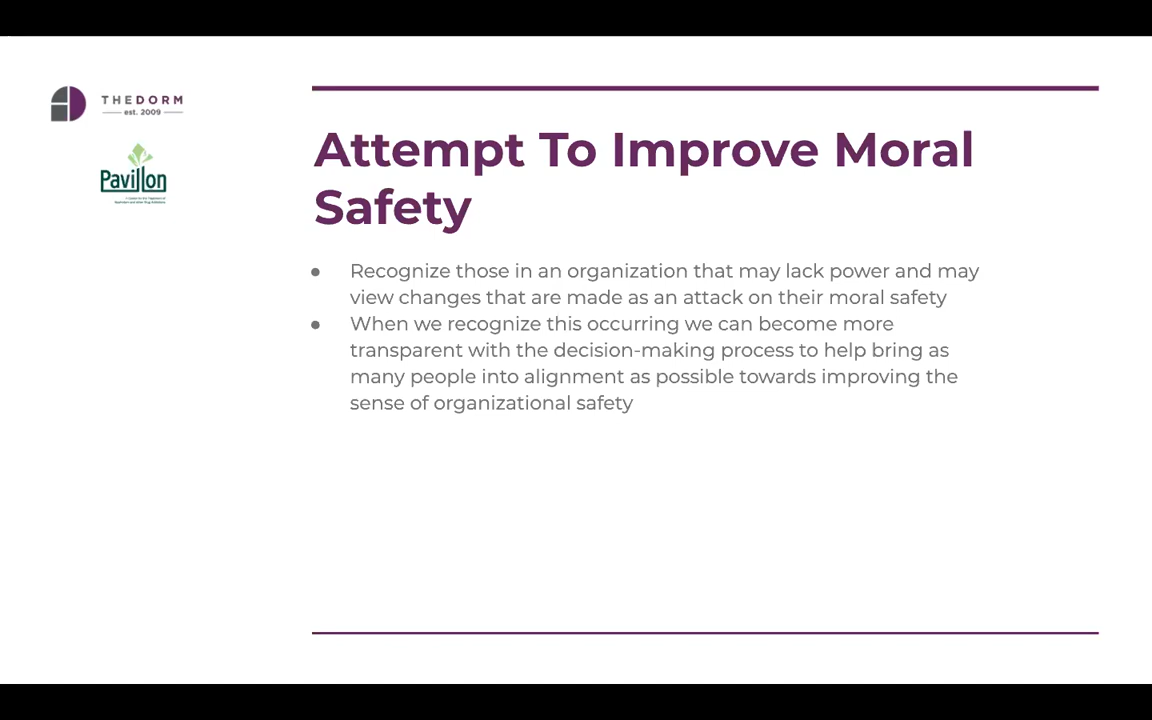 THEDORM
est. 2009
Pavillon
Attempt To Improve Moral
Safety
● Recognize those in an organization that may lack power and may
view changes that are made as an attack on their moral safety
● When we recognize this occurring we can become more
transparent with the decision-making process to help bring as
many people into alignment as possible towards improving the
sense of organizational safety